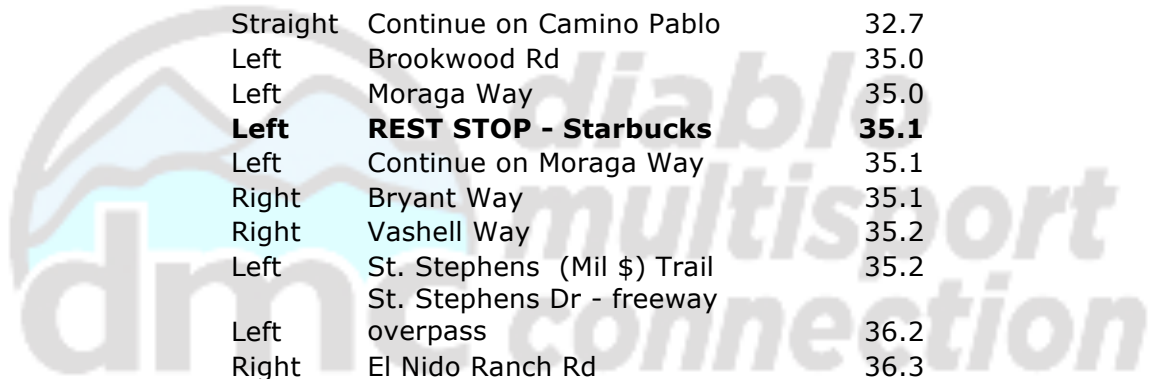 Straight Continue on Camino Pablo 32.7
Left Brookwood Rd 35.0
Left Moraga Way 35.0
Left REST STOP - Starbucks 35.1
Left Continue on Moraga Way 35.1
Right Bryant Way 35.1
Right Vashell Way 35.2
Left St. Stephens (Mil $) Trail 35.2
St. Stephens Dr - freeway
Left overpass 36.2
Right El Nido Ranch Rd 36.3
diablo
multisport
connection
dmc